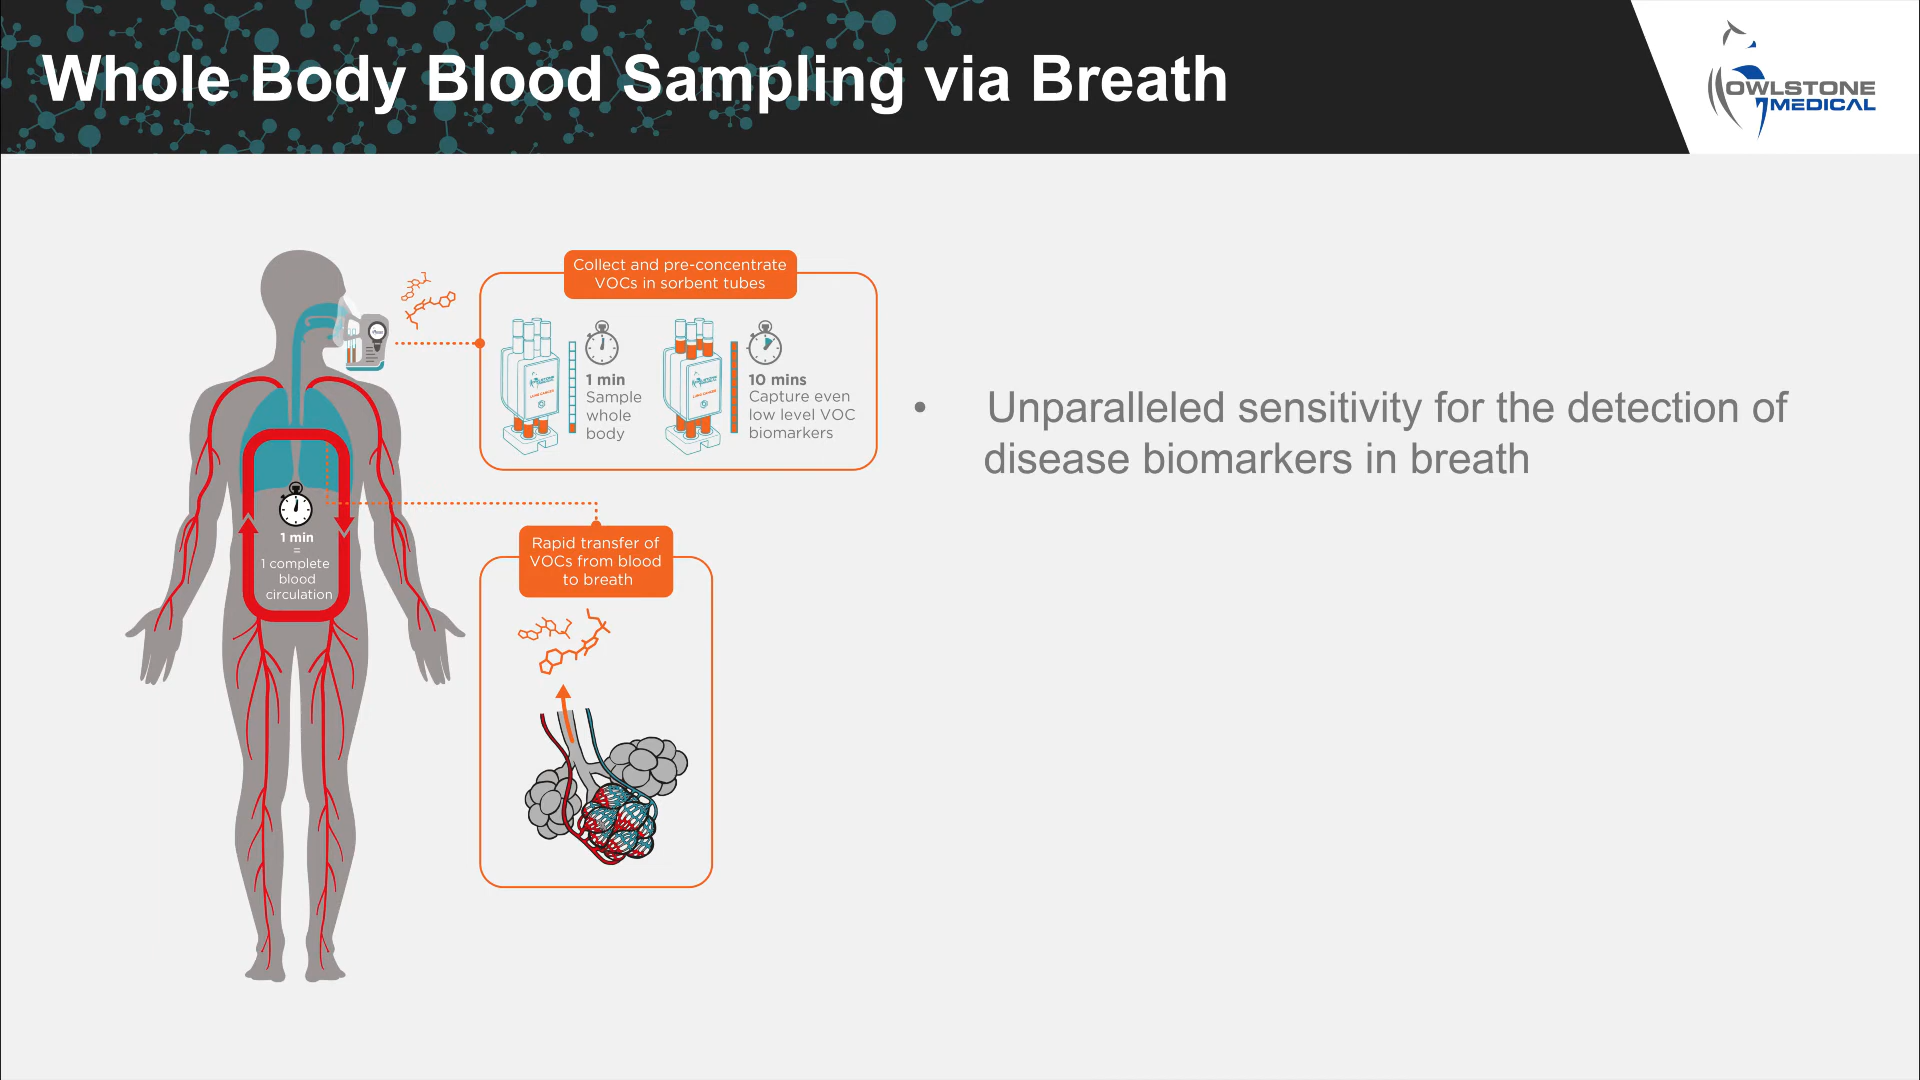 Whole Body Blood Sampling via Breath
OWLSTONE
MEDICAL
Collect and pre-concentrate
VOCs in sorbent tubes
1 min
Sample
whole
body
10 mins
Capture even
low level VOC
biomarkers
• Unparalleled sensitivity for the detection of
disease biomarkers in breath
1 min
=
1 complete
blood
circulation
Rapid transfer of
VOCs from blood
to breath